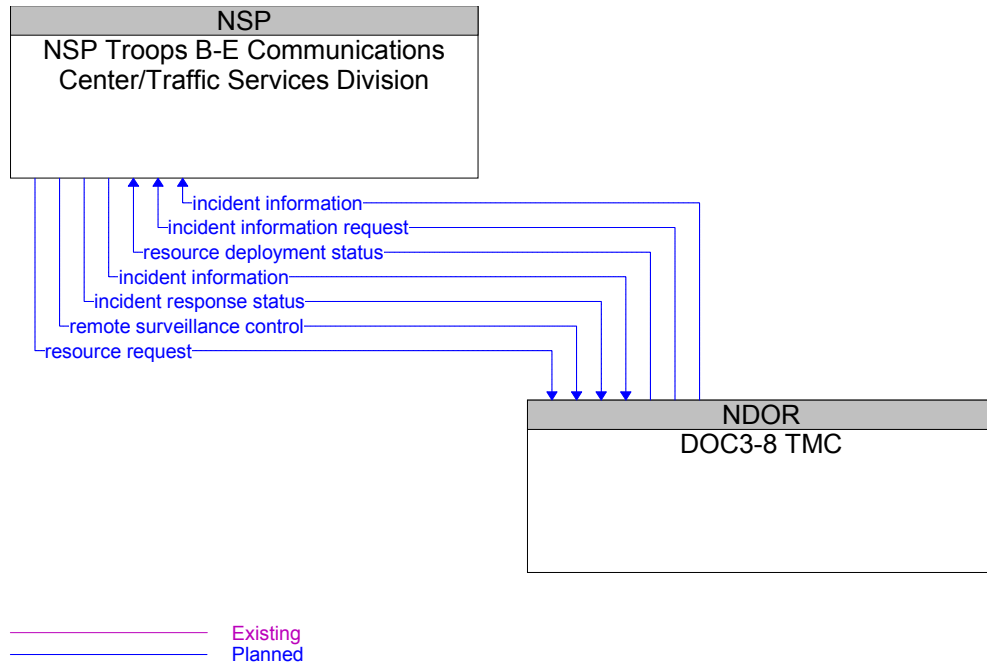 NSP
NSP Troops B-E Communications
Center/Traffic Services Division
incident information
incident information request
resource deployment status
incident information
incident response status
remote surveillance control
resource request
NDOR
DOC3-8 TMC
Existing
Planned